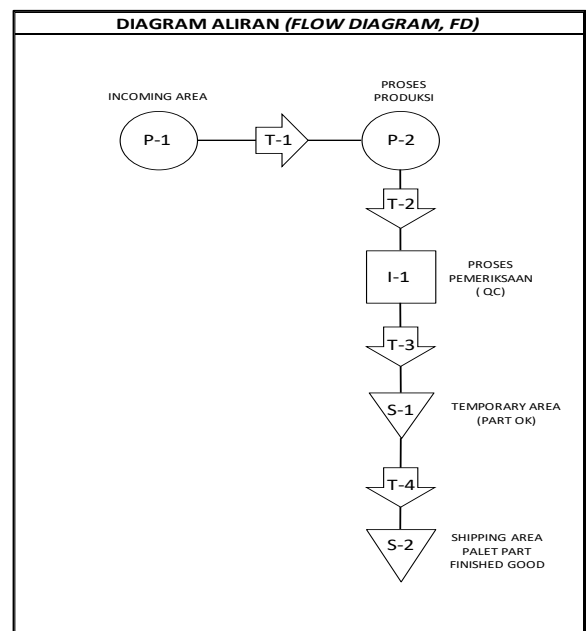 DIAGRAM ALIRAN (FLOW DIAGRAM, FD)
INCOMING AREA
P-1
T-1
PROSES
PRODUKSI
P-2
T-2
I-1
PROSES
PEMERIKSAAN
( QC)
T-3
S-1
TEMPORARY AREA
(PART OK)
T-4
S-2
SHIPPING AREA
PALET PART
FINISHED GOOD